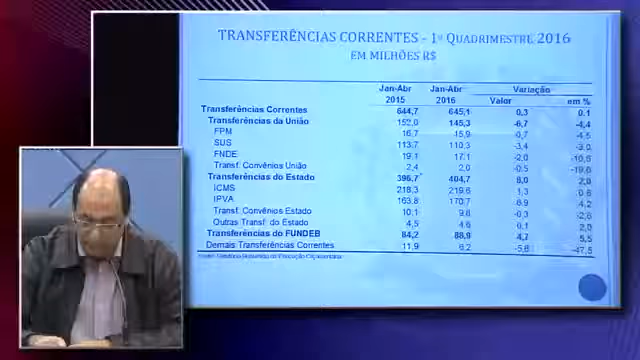 TRANSFERÊNCIAS CORRENTES - 1º QUADRIMESTRE 2016
EM MILHÕES R$
Jan-Abr 2015 Jan-Abr 2016 Variação Valor em %
Transferências Correntes 644,7 645,1 0,3 0,1
Transferências da União 152,0 145,3 -6,7 -4,4
FPM 16,7 15,9 -0,7 -4,5
SUS 113,7 110,3 -3,4 -3,0
FNDE 19,1 17,1 -2,0 -10,6
Transf. Convênios União 2,4 2,0 -0,5 -19,6
Transferências do Estado 396,7 404,7 8,0 2,0
ICMS 218,3 219,6 1,3 0,6
IPVA 163,8 170,7 6,9 4,2
Transf. Convênios Estado 10,1 9,8 -0,3 -2,6
Outras Transf. do Estado 4,5 4,6 0,1 2,0
Transferências do FUNDEB 84,2 88,9 4,7 5,5
Demais Transferências Correntes 11,9 6,2 -5,6 -47,5